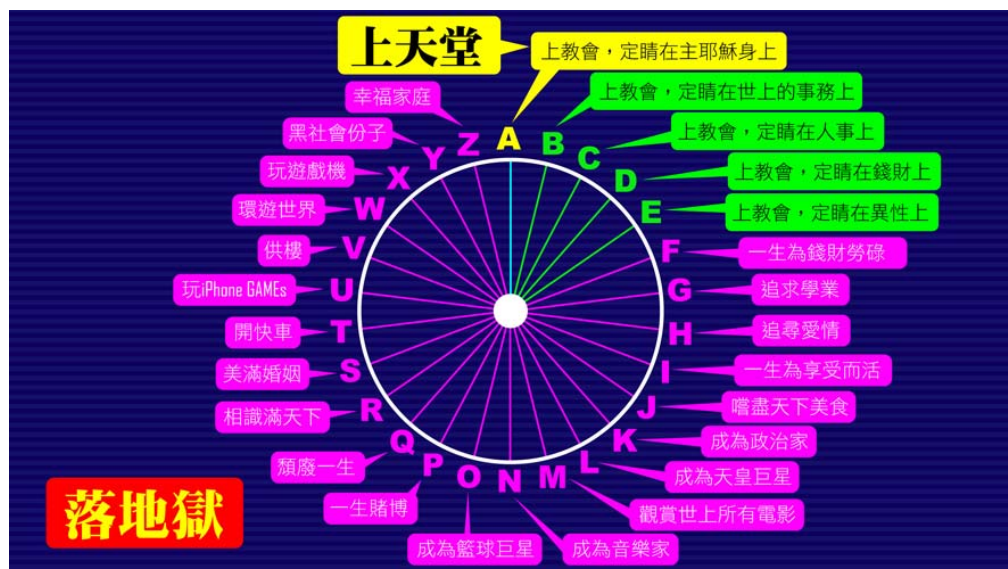 上天堂
上教會，定睛在主耶穌身上
上教會，定睛在世上的事務上
上教會，定睛在人事上
上教會，定睛在錢財上
上教會，定睛在異性上
一生為錢財勞碌
追求學業
追尋愛情
一生為享受而活
嚐盡天下美食
成為政治家
成為天皇巨星
觀賞世上所有電影
成為音樂家
成為籃球巨星
一生賭博
頹廢一生
相識滿天下
美滿婚姻
開快車
玩iPhone GAMEs
供樓
環遊世界
玩遊戲機
黑社會份子
幸福家庭
A
B
C
D
E
F
G
H
I
J
K
L
M
N
O
P
Q
R
S
T
U
V
W
X
Y
Z
落地獄